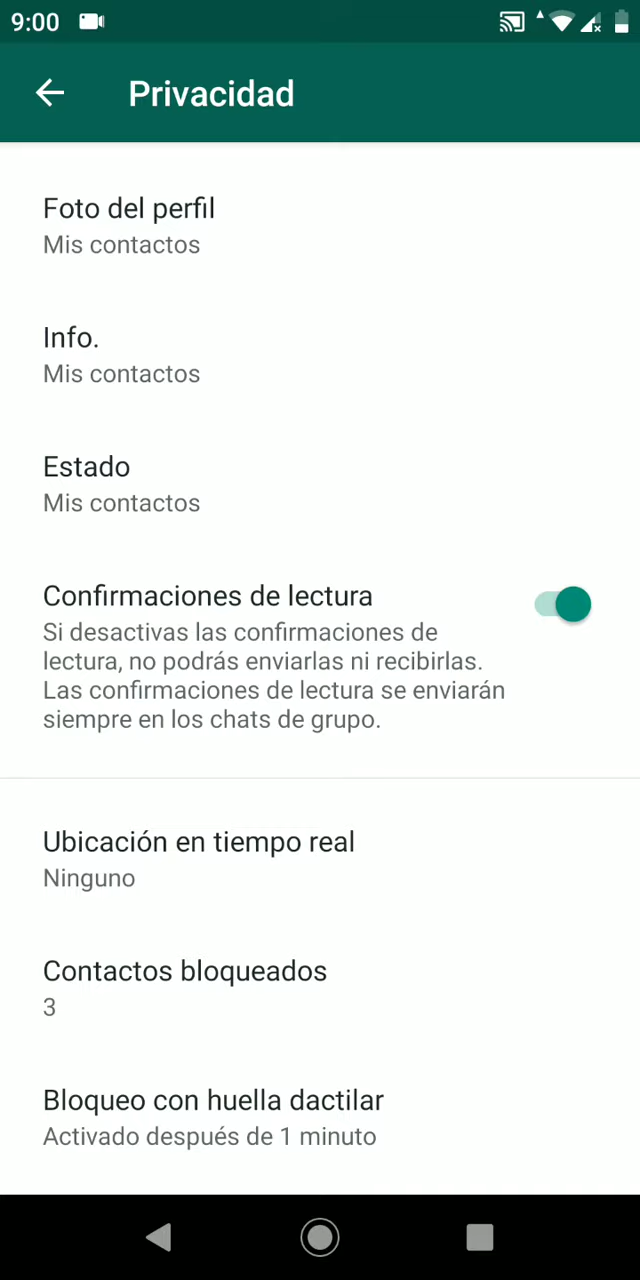 9:00
Privacidad
Foto del perfil
Mis contactos
Info.
Mis contactos
Estado
Mis contactos
Confirmaciones de lectura
Si desactivas las confirmaciones de
lectura, no podrás enviarlas ni recibirlas.
Las confirmaciones de lectura se enviarán
siempre en los chats de grupo.
Ubicación en tiempo real
Ninguno
Contactos bloqueados
3
Bloqueo con huella dactilar
Activado después de 1 minuto